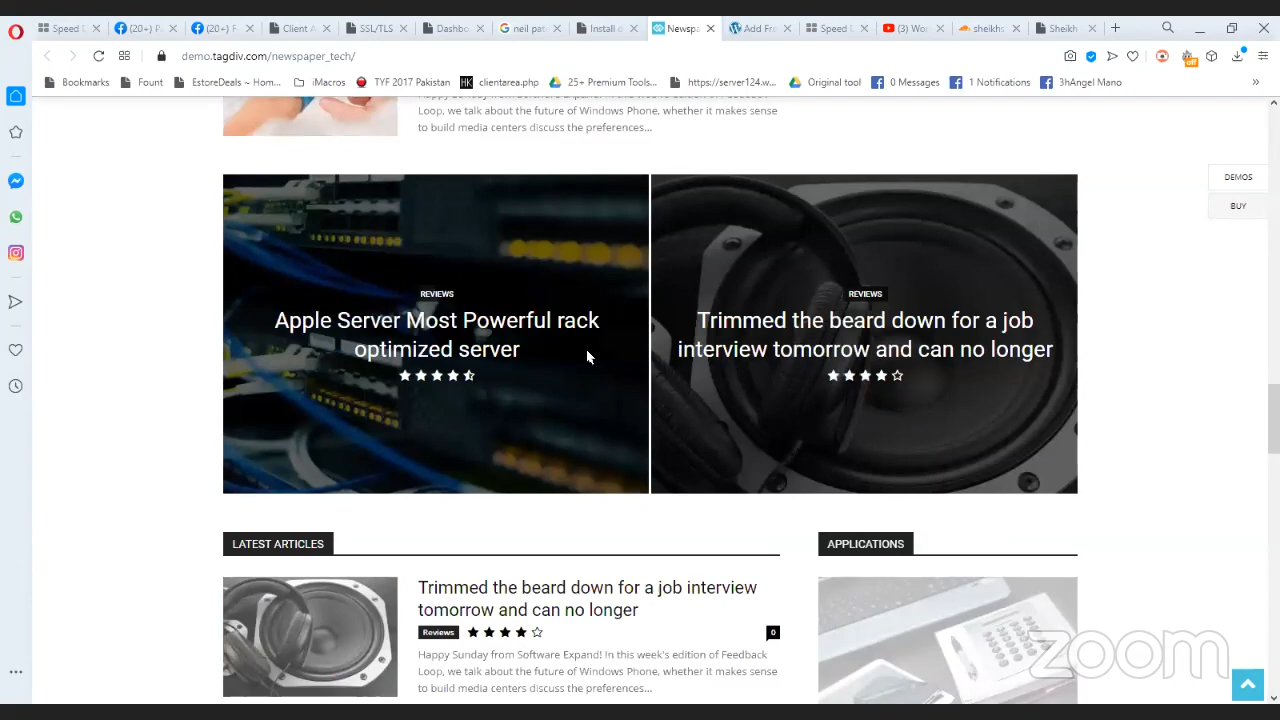 Speed D
(20+) F
(20+) F
Client A
SSL/TLS
Dashbo
neil pat
Install o
Newspa
Add Fre
Speed D
(3) Wor
sheikhs
Sheikh
demo.tagdiv.com/newspaper_tech/
off
Bookmarks
Fount
EstoreDeals ~ Hom...
iMacros
TYF 2017 Pakistan
HK clientarea.php
25+ Premium Tools...
https://server124.w...
Original tool
0 Messages
1 Notifications
3hAngel Mano
»
Loop, we talk about the future of Windows Phone, whether it makes sense
to build media centers discuss the preferences...
DEMOS
BUY
REVIEWS
Apple Server Most Powerful rack
optimized server
REVIEWS
Trimmed the beard down for a job
interview tomorrow and can no longer
LATEST ARTICLES
APPLICATIONS
Trimmed the beard down for a job interview
tomorrow and can no longer
Reviews
0
Happy Sunday from Software Expand! In this week's edition of Feedback
Loop, we talk about the future of Windows Phone, whether it makes sense
to build media centers discuss the preferences...
zoom